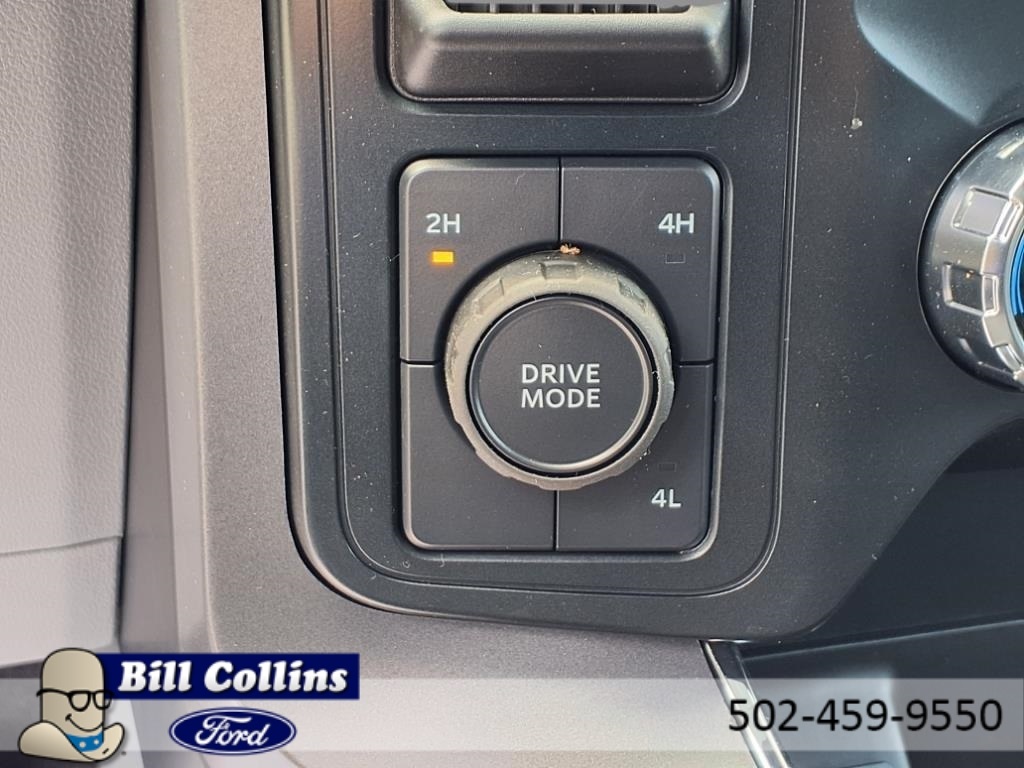 2H
4H
DRIVE
MODE
4L
Bill Collins
Ford
502-459-9550